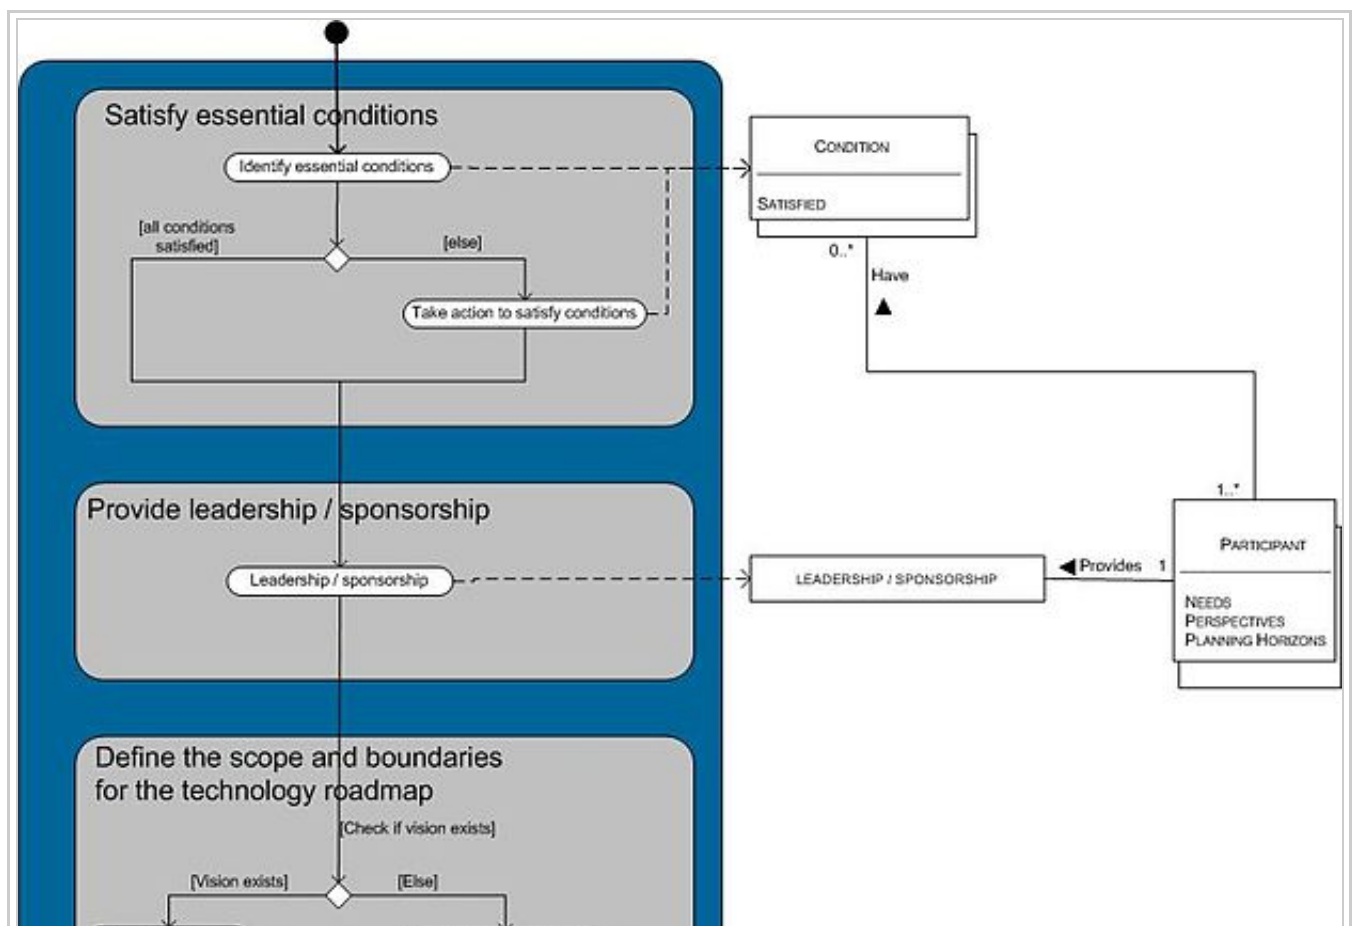 Satisfy essential conditions
Identify essential conditions
[all conditions
satisfied]
[else]
Take action to satisfy conditions
CONDITION
SATISFIED
0..*
Have
1..*
Provide leadership / sponsorship
Leadership / sponsorship
LEADERSHIP / SPONSORSHIP
Provides 1
PARTICIPANT
NEEDS
PERSPECTIVES
PLANNING HORIZONS
Define the scope and boundaries
for the technology roadmap
[Check if vision exists]
[Vision exists]
[Else]